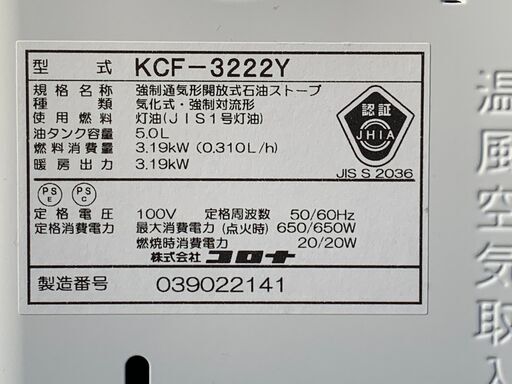 型式 KCF-3222Y
規格名称 強制通気形開放式石油ストーブ
種類 気化式・強制対流形
使用燃料 灯油(JIS1号灯油)
油タンク容量 5.0L
燃料消費量 3.19kW (0.310L/h)
暖房出力 3.19kW
認証
JHIA
JIS S 2036
PS E
PS C
定格電圧 100V 定格周波数 50/60Hz
定格消費電力 最大消費電力 (点火時) 650/650W
燃焼時消費電力 20/20W
株式会社 コロナ
製造番号 039022141
温風空気取入